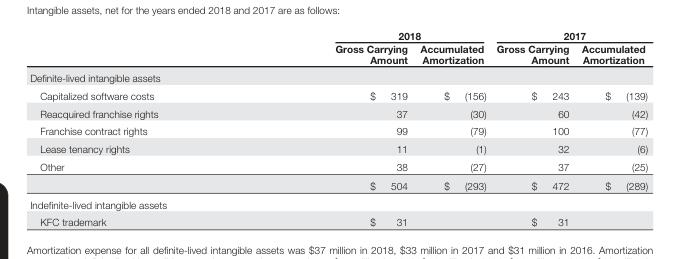 Intangible assets, net for the years ended 2018 and 2017 are as follows:
2018 2017
Gross Carrying Amount Accumulated Amortization Gross Carrying Amount Accumulated Amortization
Definite-lived intangible assets
Capitalized software costs $ 319 $ (156) $ 243 $ (139)
Reacquired franchise rights 37 (30) 60 (42)
Franchise contract rights 99 (79) 100 (77)
Lease tenancy rights 11 (1) 32 (6)
Other 38 (27) 37 (25)
$ 504 $ (293) $ 472 $ (289)
Indefinite-lived intangible assets
KFC trademark $ 31 $ 31
Amortization expense for all definite-lived intangible assets was $37 million in 2018, $33 million in 2017 and $31 million in 2016. Amortization